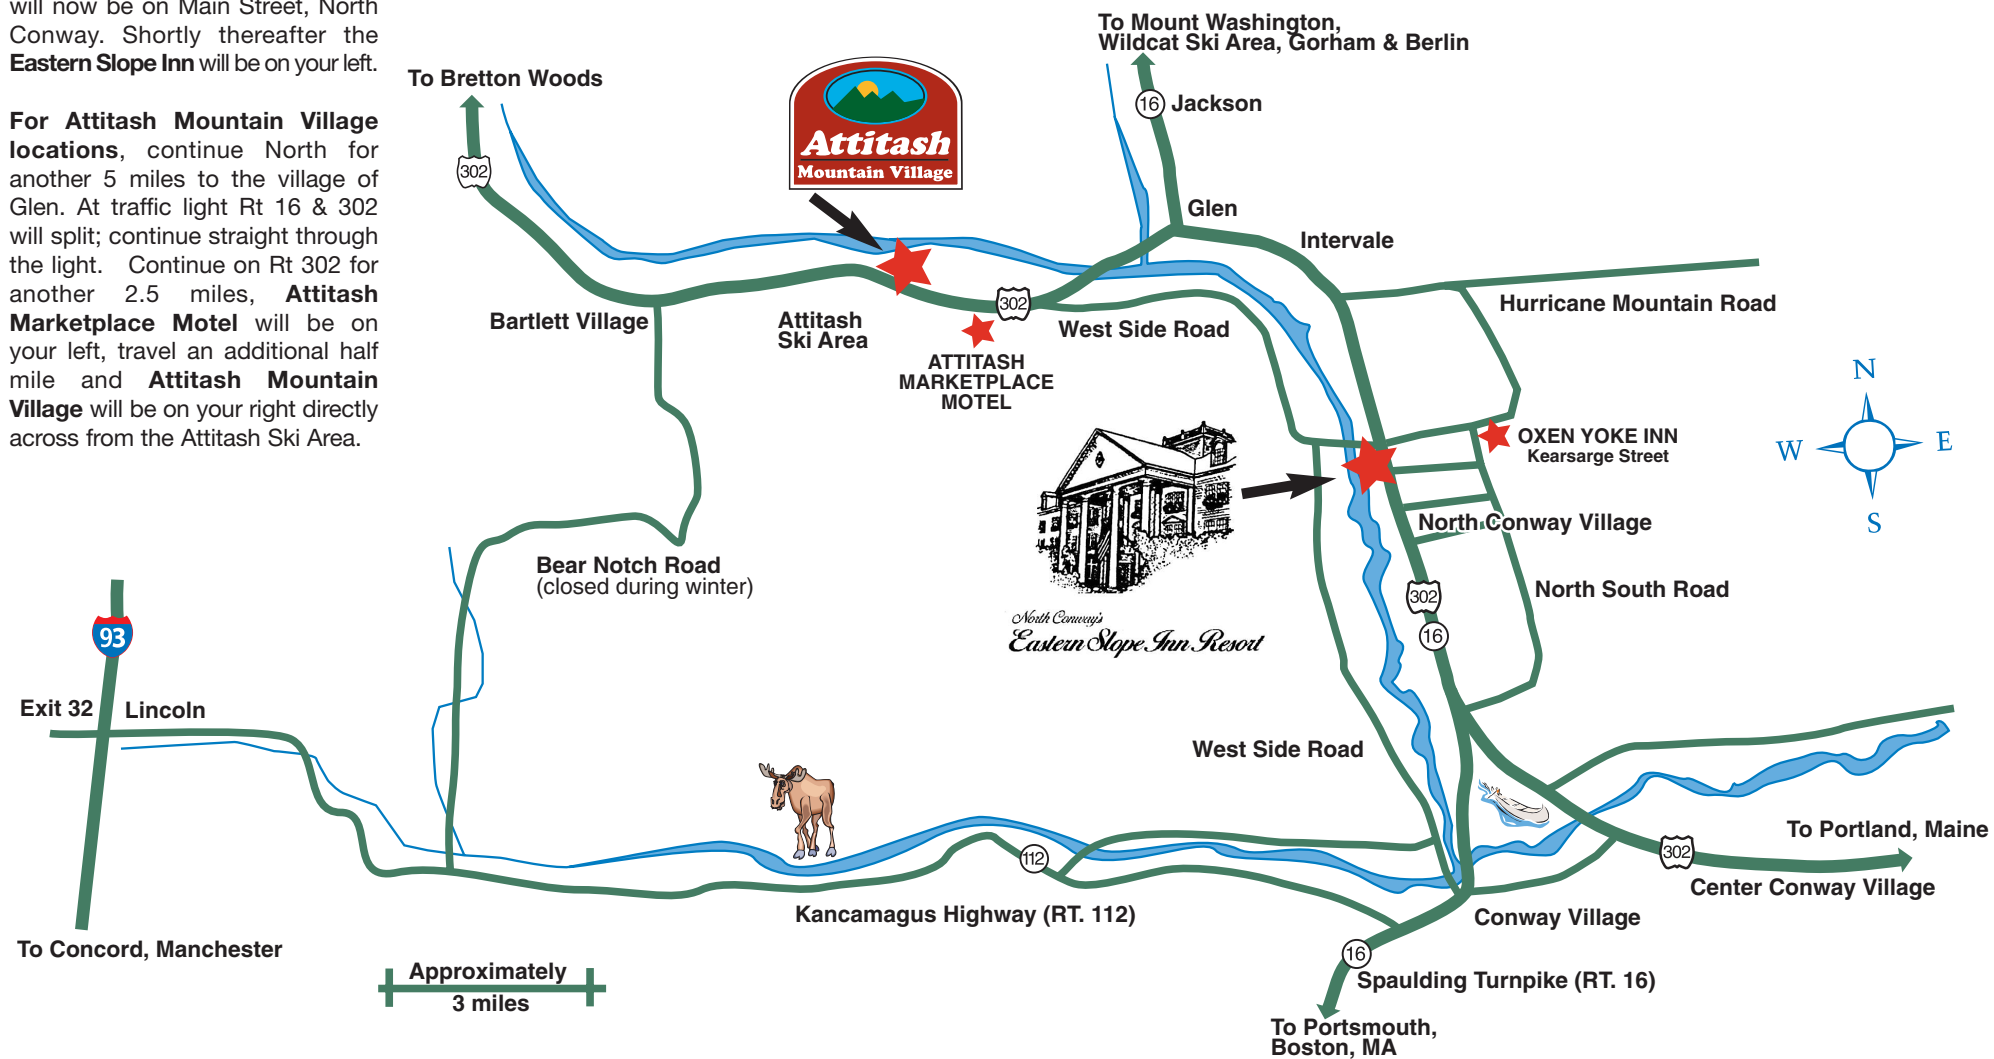 will now be on Main Street, North
Conway. Shortly thereafter the
Eastern Slope Inn will be on your left.
For Attitash Mountain Village
locations, continue North for
another 5 miles to the village of
Glen. At traffic light Rt 16 & 302
will split; continue straight through
the light. Continue on Rt 302 for
another 2.5 miles, Attitash
Marketplace Motel will be on
your left, travel an additional half
mile and Attitash Mountain
Village will be on your right directly
across from the Attitash Ski Area.
To Mount Washington,
Wildcat Ski Area, Gorham & Berlin
To Bretton Woods
16
Jackson
Attitash
Mountain Village
302
Glen
Intervale
Hurricane Mountain Road
302
Bartlett Village
Attitash
Ski Area
West Side Road
ATTITASH
MARKETPLACE
MOTEL
N
W
E
S
OXEN YOKE INN
Kearsarge Street
North Conway Village
Bear Notch Road
(closed during winter)
North South Road
302
16
North Conway's
Eastern Slope Inn Resort
93
Exit 32
Lincoln
West Side Road
To Portland, Maine
302
Center Conway Village
112
Kancamagus Highway (RT. 112)
Conway Village
To Concord, Manchester
16
Approximately
3 miles
Spaulding Turnpike (RT. 16)
To Portsmouth,
Boston, MA